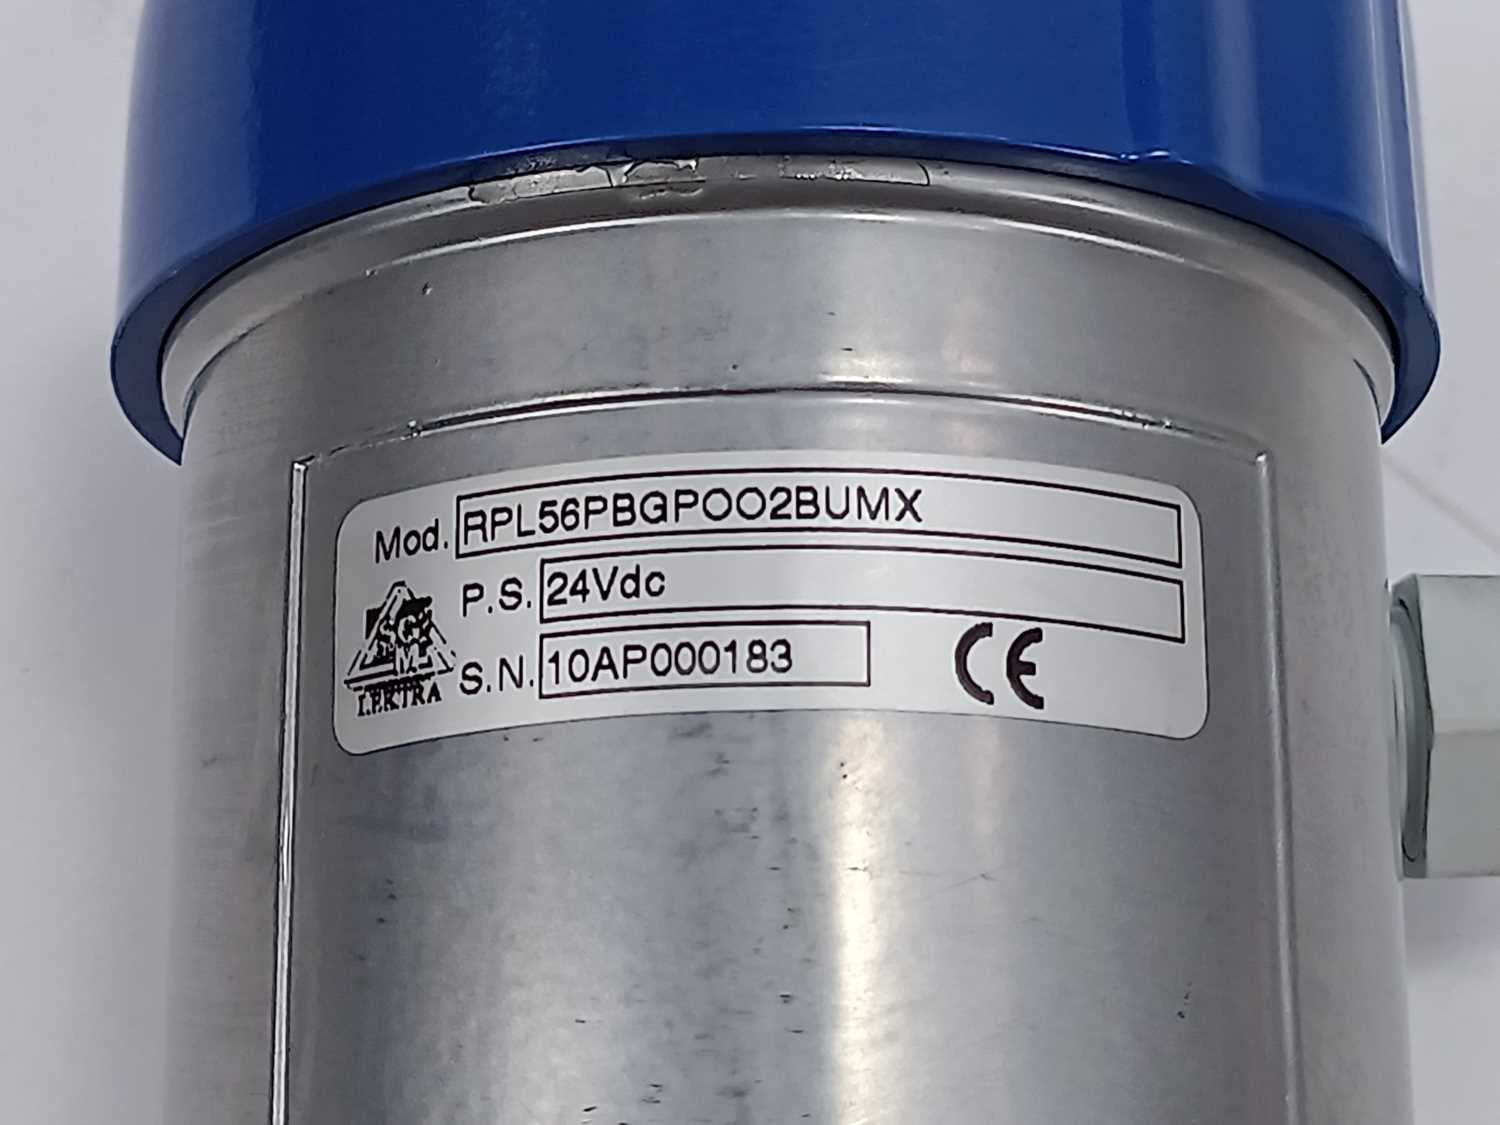 Mod. RPL56PBGPOO2BUMX
P.S. 24Vdc
S.N. 10AP000183
CE
SGM
LEKTRA